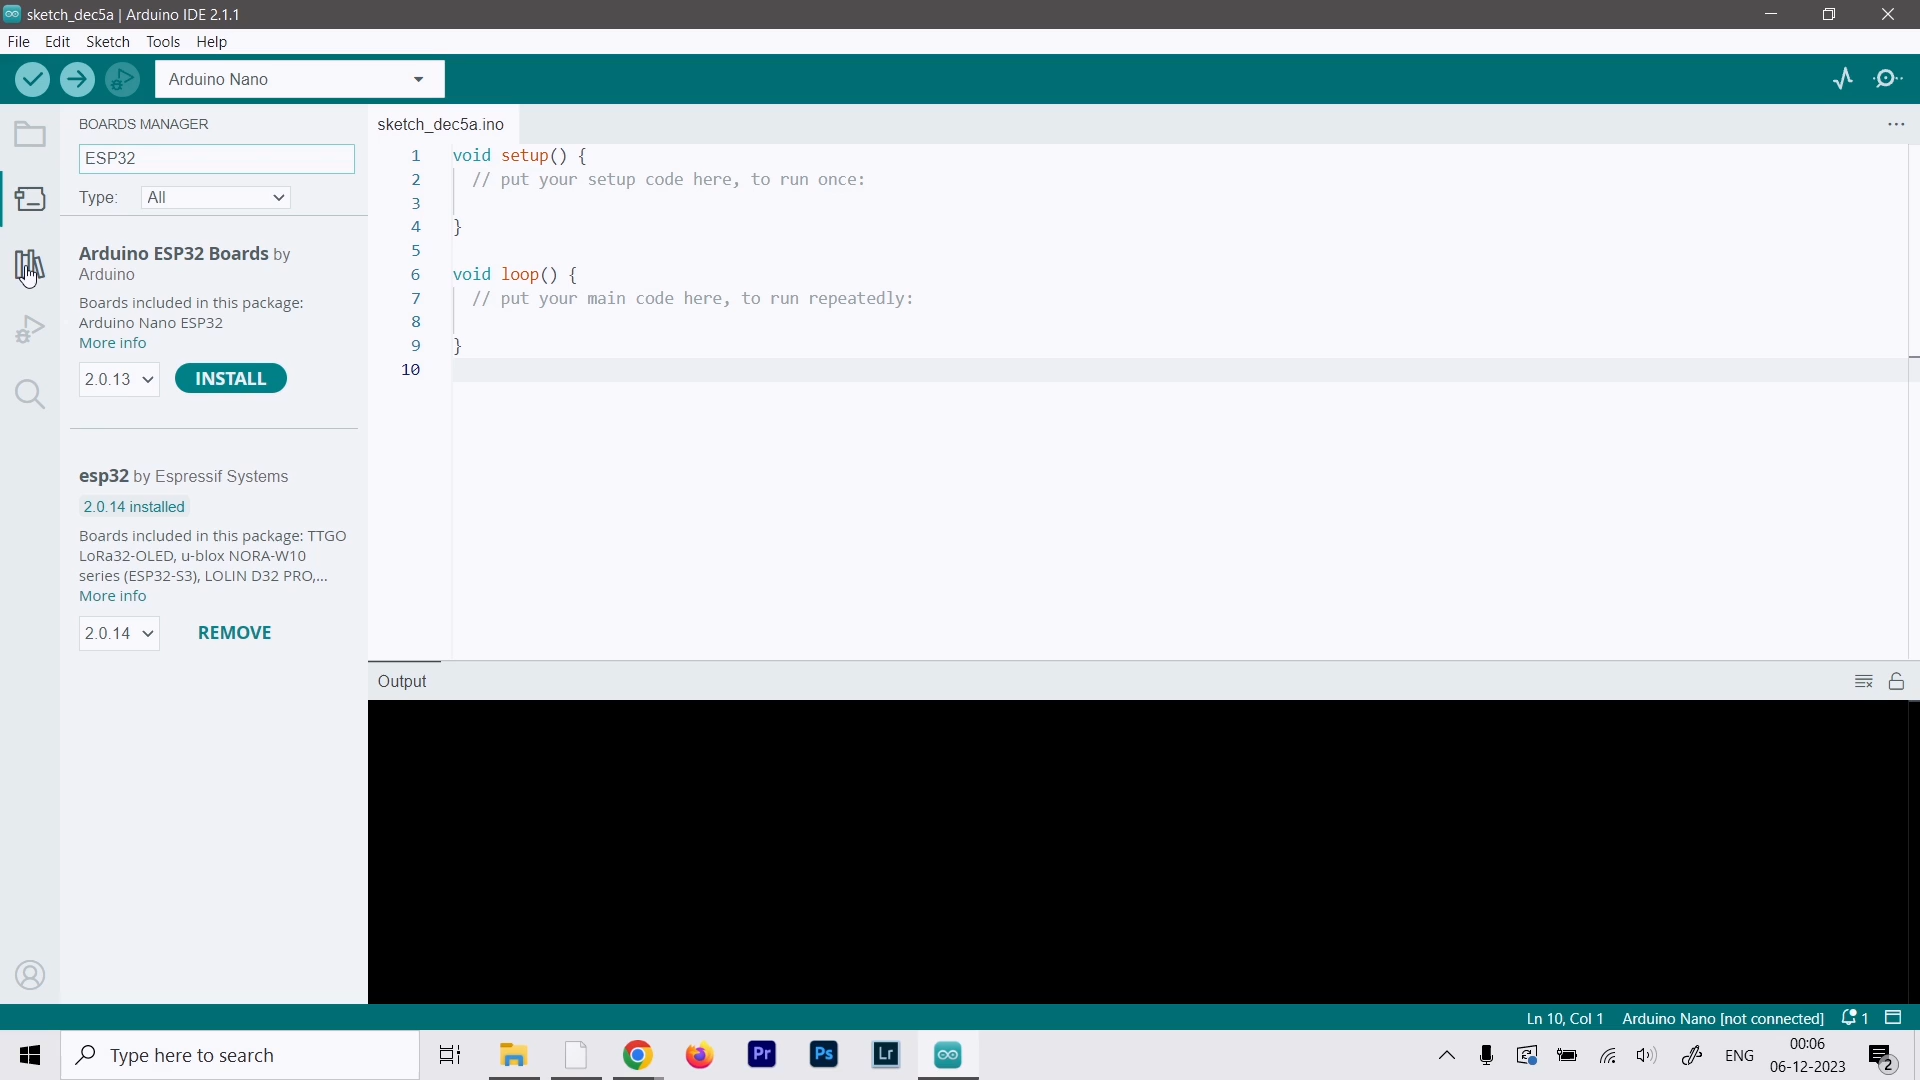 sketch_dec5a | Arduino IDE 2.1.1
File Edit Sketch Tools Help
Arduino Nano
BOARDS MANAGER
ESP32
Type: All
Arduino ESP32 Boards by
Arduino
Boards included in this package:
Arduino Nano ESP32
More info
2.0.13 INSTALL
esp32 by Espressif Systems
2.0.14 installed
Boards included in this package: TTGO
LoRa32-OLED, u-blox NORA-W10
series (ESP32-S3), LOLIN D32 PRO,...
More info
2.0.14 REMOVE
sketch_dec5a.ino
1 void setup() {
2 // put your setup code here, to run once:
3
4 }
5
6 void loop() {
7 // put your main code here, to run repeatedly:
8
9 }
10
Output
Ln 10, Col 1 Arduino Nano [not connected] 1
Type here to search
Pr Ps Lr
ENG
00:06
06-12-2023
2